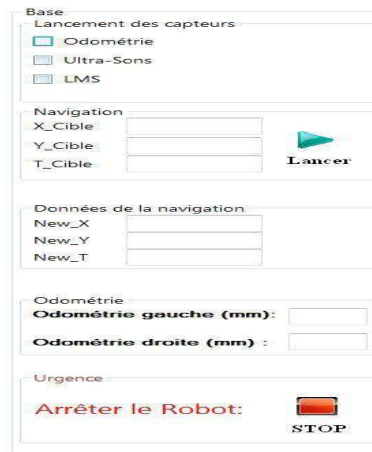 Base
Lancement des capteurs
Odométrie
Ultra-Sons
LMS
Navigation
X_Cible
Y_Cible
T_Cible
Lancer
Données de la navigation
New_X
New_Y
New_T
Odométrie
Odométrie gauche (mm):
Odométrie droite (mm) :
Urgence
Arrêter le Robot:
STOP